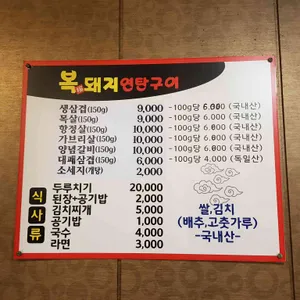 복돼지연탄구이
생삼겹(150g) 9,000 -100g당 6.000 (국내산)
목살(150g) 9,000 -100g당 6.000 (국내산)
항정살(150g) 10,000 -100g당 6.000 (국내산)
가브리살(150g) 10,000 -100g당 6.000 (국내산)
양념갈비(150g) 10,000 -100g당 6.000 (국내산)
대패삼겹(150g) 6,000 -100g당 4.000 (독일산)
소세지(개당) 2,000
식사류
두루치기 20,000
된장+공기밥 2,000
김치찌개 5,000
공기밥 1,000
국수 4,000
라면 3,000
쌀,김치
(배추,고춧가루)
-국내산-